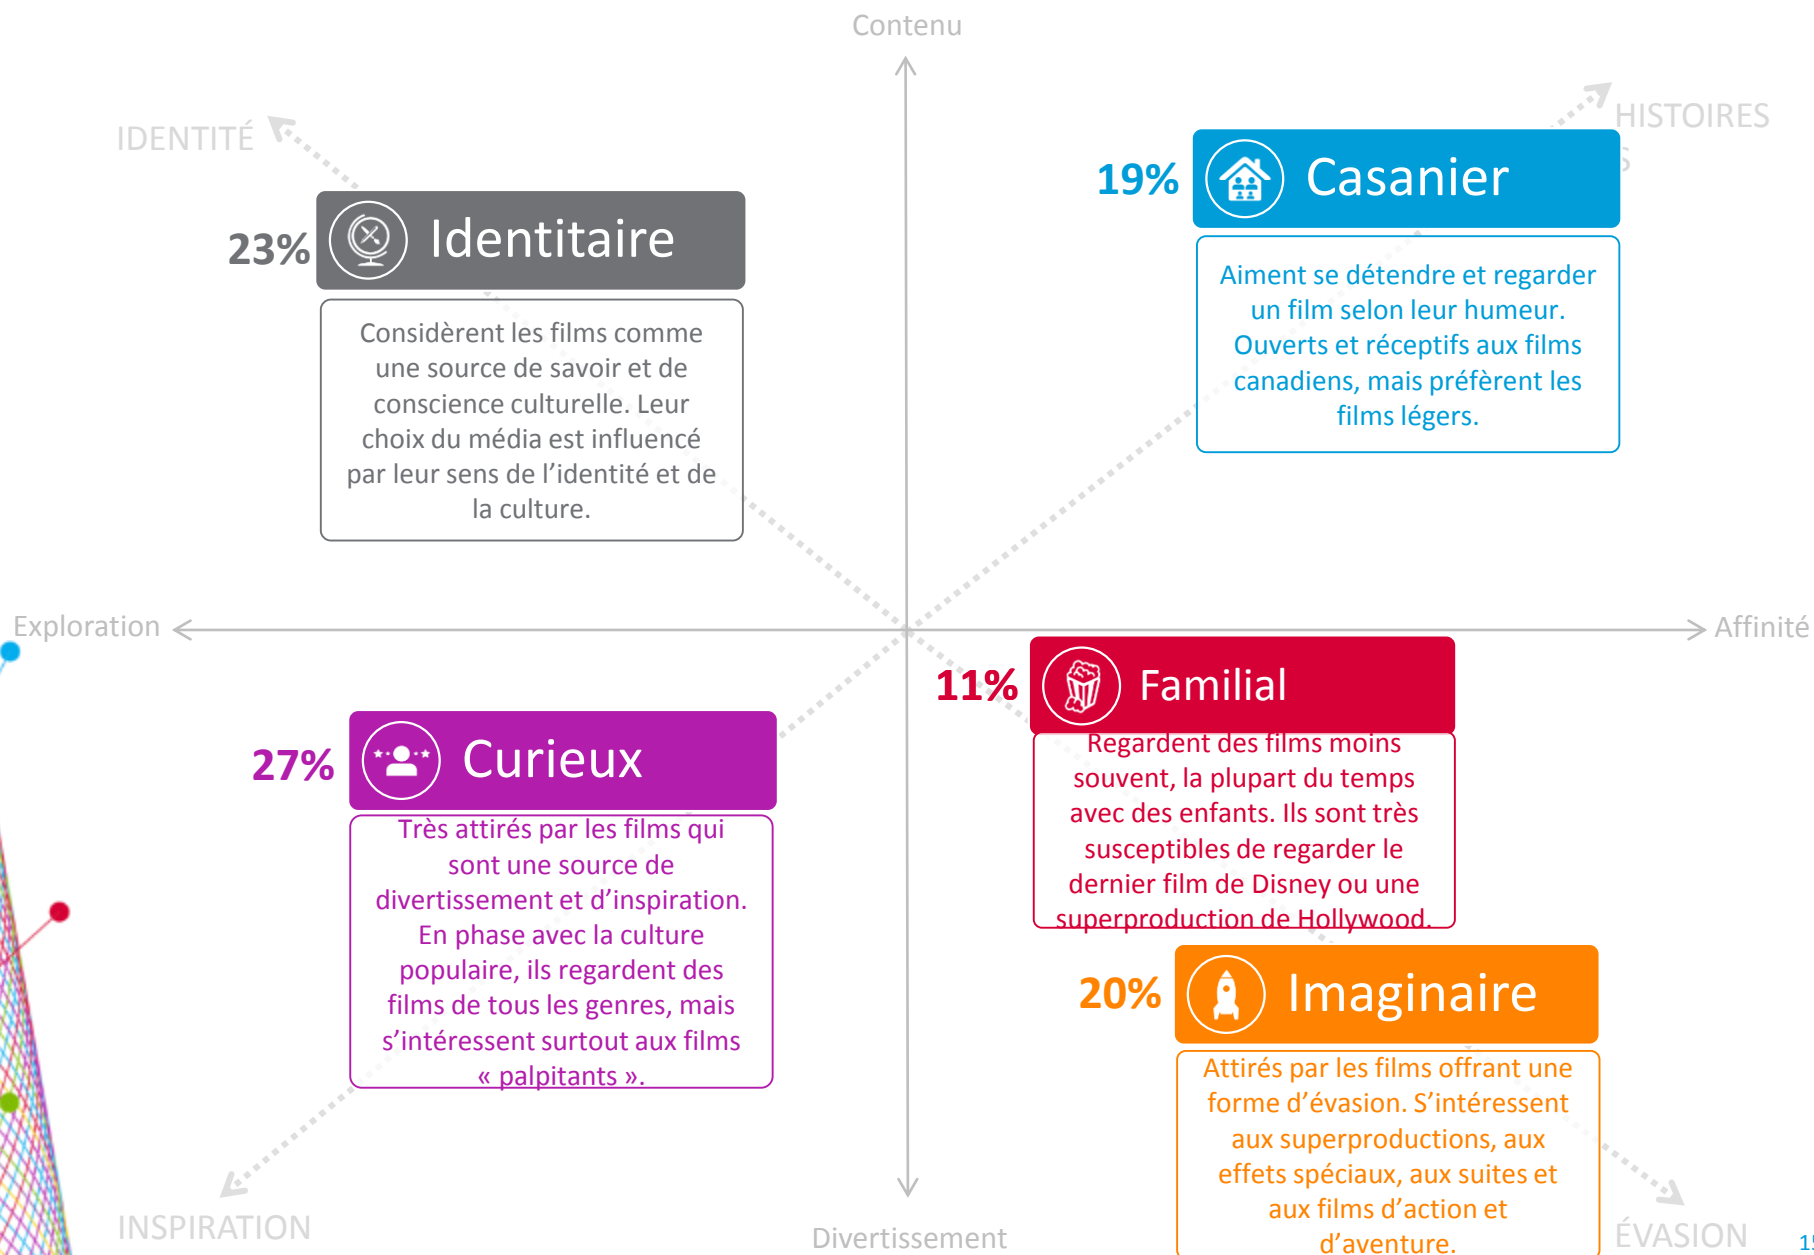 Contenu
IDENTITÉ
HISTOIRES
19%
Casanier
23%
Identitaire
Aiment se détendre et regarder
un film selon leur humeur.
Ouverts et réceptifs aux films
canadiens, mais préfèrent les
films légers.
Considèrent les films comme
une source de savoir et de
conscience culturelle. Leur
choix du média est influencé
par leur sens de l’identité et de
la culture.
Exploration
Affinité
11%
Familial
Regardent des films moins
souvent, la plupart du temps
avec des enfants. Ils sont très
susceptibles de regarder le
dernier film de Disney ou une
superproduction de Hollywood.
27%
Curieux
Très attirés par les films qui
sont une source de
divertissement et d’inspiration.
En phase avec la culture
populaire, ils regardent des
films de tous les genres, mais
s’intéressent surtout aux films
« palpitants ».
20%
Imaginaire
Attirés par les films offrant une
forme d’évasion. S’intéressent
aux superproductions, aux
effets spéciaux, aux suites et
aux films d’action et
d’aventure.
INSPIRATION
Divertissement
ÉVASION